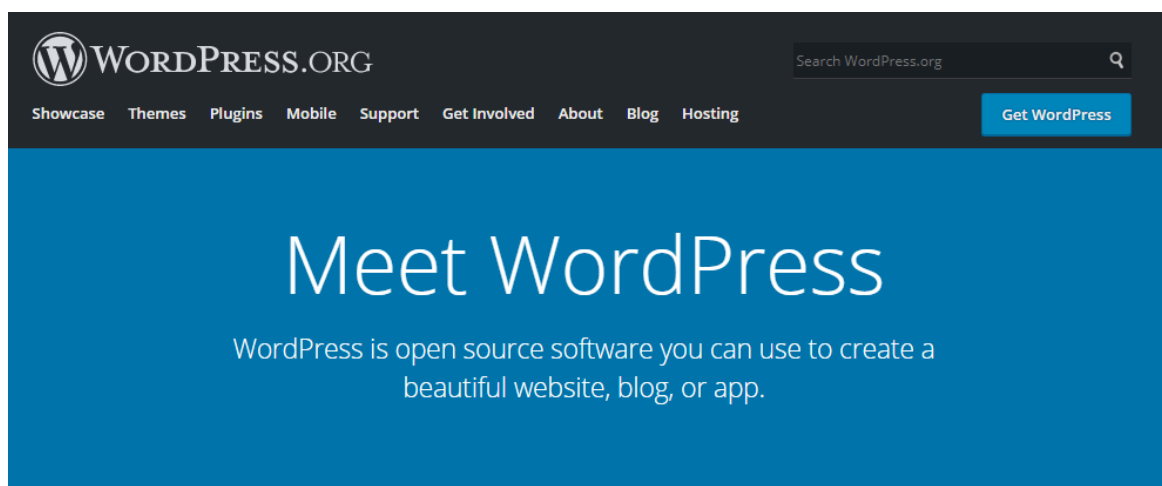 WORDPRESS.ORG
Search WordPress.org
Showcase Themes Plugins Mobile Support Get Involved About Blog Hosting
Get WordPress
Meet WordPress
WordPress is open source software you can use to create a
beautiful website, blog, or app.